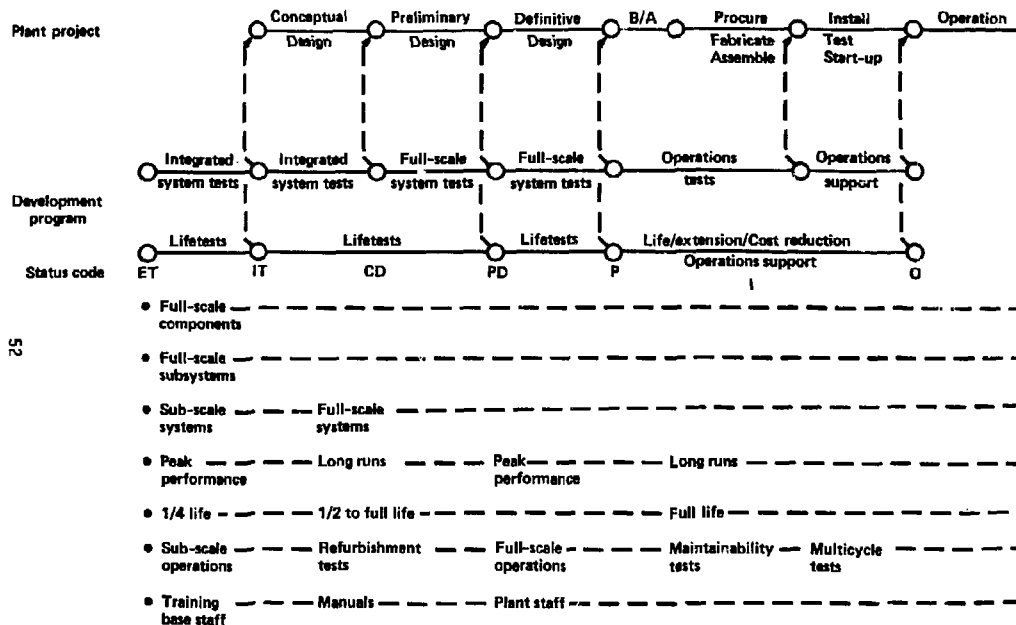 Plant project
Conceptual
Design
Preliminary
Design
Definitive
Design
B/A
Procure
Fabricate
Assemble
Install
Test
Start-up
Operation
Integrated
system tests
Integrated
system tests
Full-scale
system tests
Full-scale
system tests
Operations
tests
Operations
support
Development
program
Lifetests
Lifetests
Lifetests
Life/extension/Cost reduction
Operations support
Status code
ET
IT
CD
PD
P
O
• Full-scale
components
• Full-scale
subsystems
• Sub-scale
systems
Full-scale
systems
• Peak
performance
Long runs
Peak
performance
Long runs
• 1/4 life
1/2 to full life
Full life
• Sub-scale
operations
Refurbishment
tests
Full-scale
operations
Maintainability
tests
Multicycle
tests
• Training
base staff
Manuals
Plant staff
52